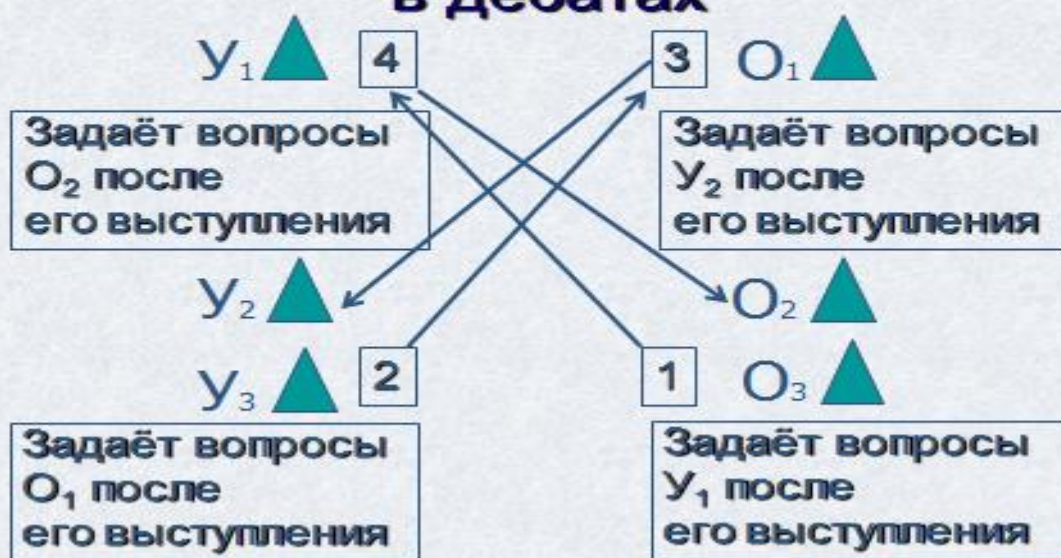 в дебатах
У₁ 4 3 О₁
Задаёт вопросы
О₂ после
его выступления
Задаёт вопросы
У₂ после
его выступления
У₂ О₂
У₃ 2 1 О₃
Задаёт вопросы
О₁ после
его выступления
Задаёт вопросы
У₁ после
его выступления